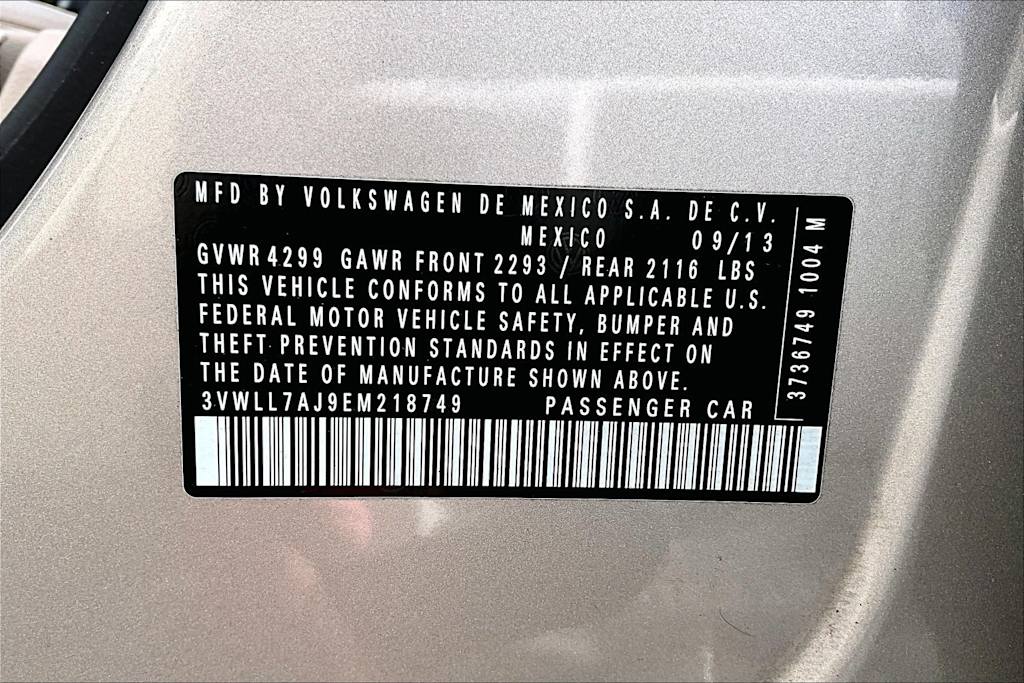 MFD BY VOLKSWAGEN DE MEXICO S.A. DE C.V.
MEXICO 09/13
GVWR 4299 GAWR FRONT 2293 / REAR 2116 LBS
THIS VEHICLE CONFORMS TO ALL APPLICABLE U.S.
FEDERAL MOTOR VEHICLE SAFETY, BUMPER AND
THEFT PREVENTION STANDARDS IN EFFECT ON
THE DATE OF MANUFACTURE SHOWN ABOVE.
3VWLL7AJ9EM218749 PASSENGER CAR
3736749 1004 M